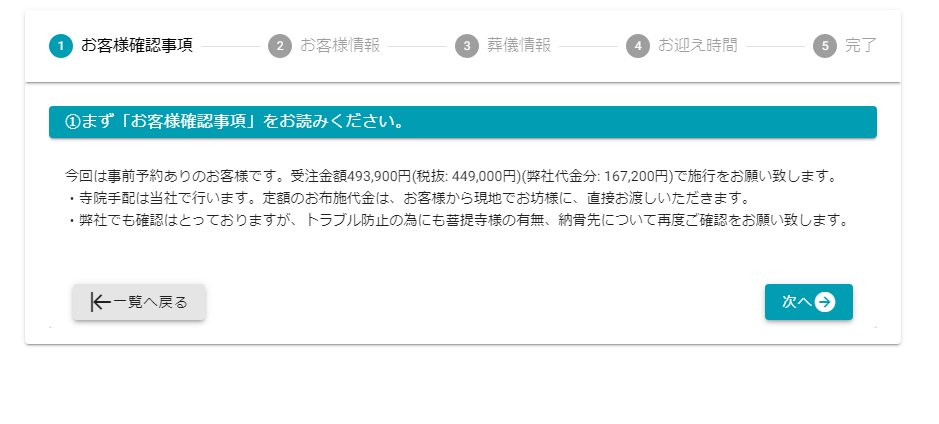 1 お客様確認事項 2 お客様情報 3 葬儀情報 4 お迎え時間 5 完了
①まず「お客様確認事項」をお読みください。
今回は事前予約ありのお客様です。受注金額493,900円(税抜: 449,000円)(弊社代金分: 167,200円)で施行をお願い致します。
・寺院手配は当社で行います。定額のお布施代金は、お客様から現地でお坊様に、直接お渡しいただきます。
・弊社でも確認はとっておりますが、トラブル防止の為にも菩提寺様の有無、納骨先について再度ご確認をお願い致します。
一覧へ戻る 次へ